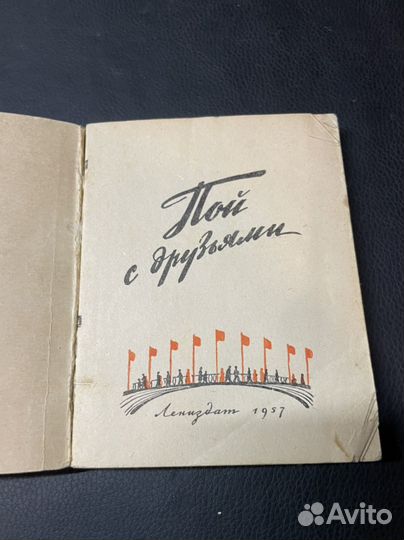 Пой
с друзьями
Лениздат 1957
Avito